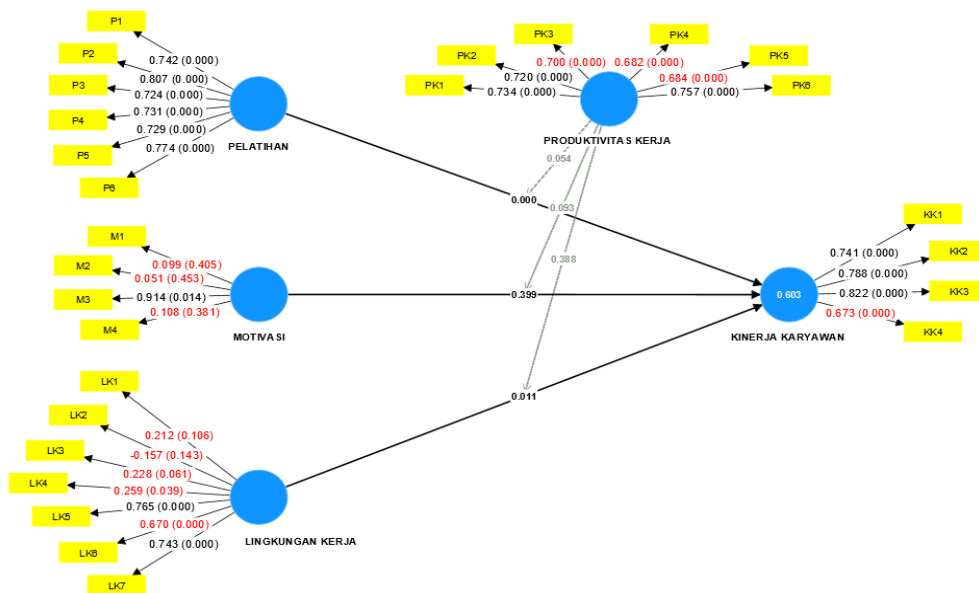 P1
P2
P3
P4
P5
P6
0.742 (0.000)
0.807 (0.000)
0.724 (0.000)
0.731 (0.000)
0.729 (0.000)
0.774 (0.000)
PELATIHAN
PK1
PK2
PK3
PK4
PK5
PK6
0.734 (0.000)
0.720 (0.000)
0.700 (0.000)
0.682 (0.000)
0.684 (0.000)
0.757 (0.000)
PRODUKTIVITAS KERJA
0.054
0.000
0.093
0.388
0.399
0.011
M1
M2
M3
M4
0.099 (0.405)
0.051 (0.453)
0.914 (0.014)
0.108 (0.381)
MOTIVASI
KK1
KK2
KK3
KK4
0.741 (0.000)
0.788 (0.000)
0.822 (0.000)
0.673 (0.000)
0.603
KINERJA KARYAWAN
LK1
LK2
LK3
LK4
LK5
LK6
LK7
0.212 (0.106)
-0.157 (0.143)
0.228 (0.061)
0.259 (0.039)
0.765 (0.000)
0.670 (0.000)
0.743 (0.000)
LINGKUNGAN KERJA